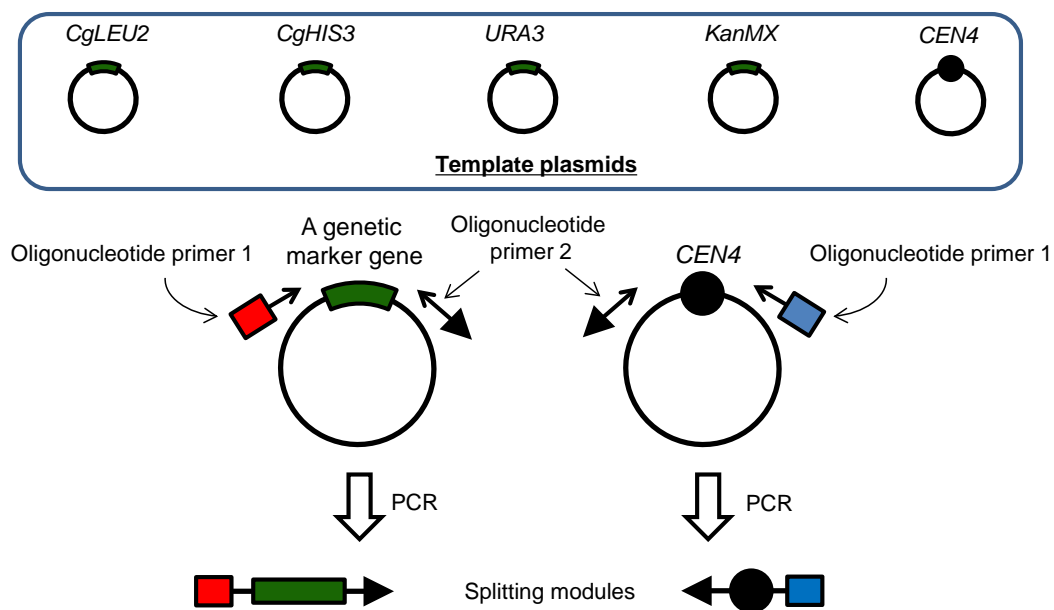 CgLEU2 CgHIS3 URA3 KanMX CEN4
Template plasmids
Oligonucleotide primer 1
A genetic
marker gene
Oligonucleotide
primer 2
CEN4
Oligonucleotide primer 1
PCR
PCR
Splitting modules